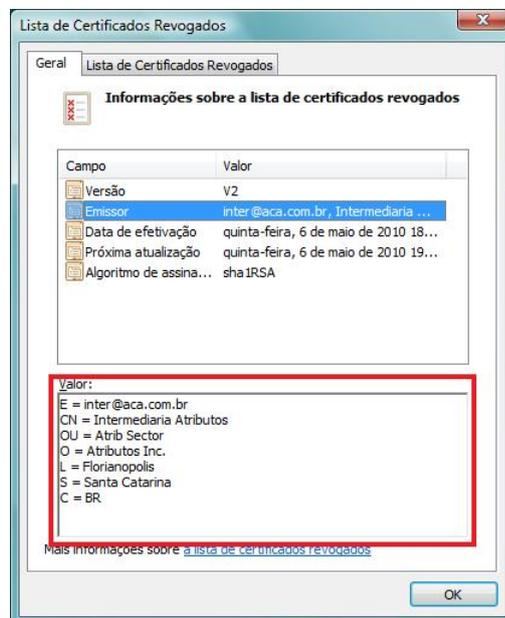 Lista de Certificados Revogados
Geral Lista de Certificados Revogados
Informações sobre a lista de certificados revogados
Campo Valor
Versão V2
Emissor inter@aca.com.br, Intermediaria ...
Data de efetivação quinta-feira, 6 de maio de 2010 18...
Próxima atualização quinta-feira, 6 de maio de 2010 19...
Algoritmo de assina... sha1RSA
Valor:
E = inter@aca.com.br
CN = Intermediaria Atributos
OU = Atrib Sector
O = Atributos Inc.
L = Florianopolis
S = Santa Catarina
C = BR
Mais informações sobre a lista de certificados revogados
OK